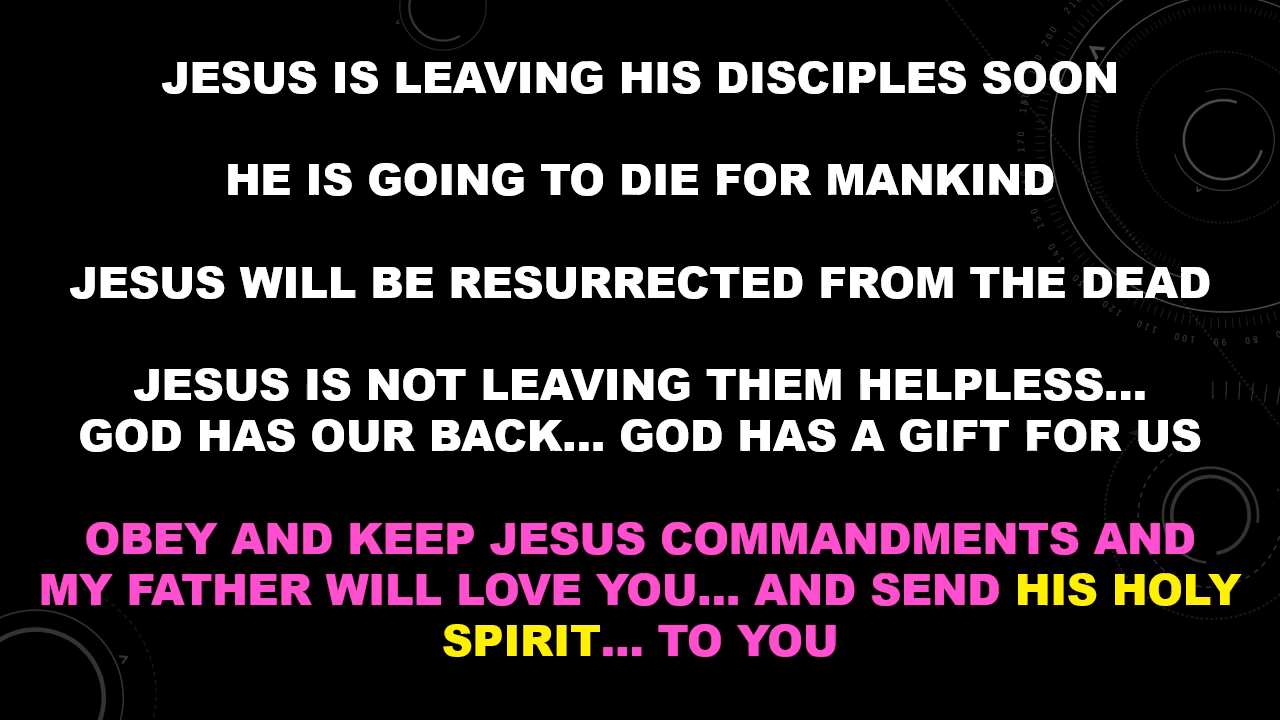 JESUS IS LEAVING HIS DISCIPLES SOON
HE IS GOING TO DIE FOR MANKIND
JESUS WILL BE RESURRECTED FROM THE DEAD
JESUS IS NOT LEAVING THEM HELPLESS...
GOD HAS OUR BACK... GOD HAS A GIFT FOR US
OBEY AND KEEP JESUS COMMANDMENTS AND
MY FATHER WILL LOVE YOU... AND SEND HIS HOLY
SPIRIT... TO YOU